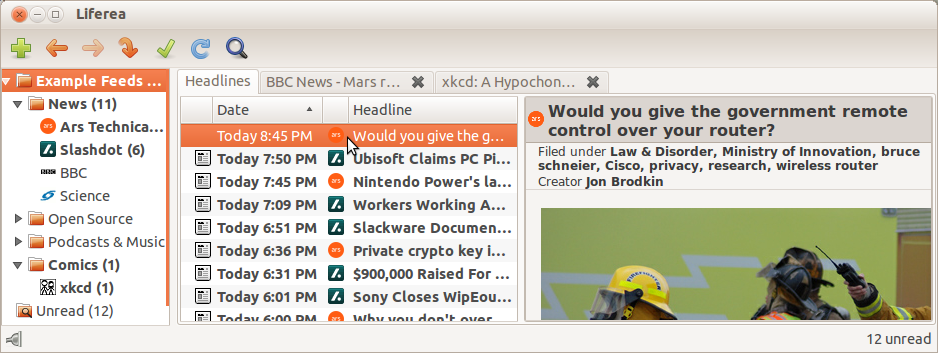 Liferea
Headlines
BBC News - Mars r...
xkcd: A Hypochon...
Example Feeds ...
News (11)
ars Ars Technica...
Slashdot (6)
BBC BBC
Science
Open Source
Podcasts & Music
Comics (1)
xkcd (1)
Unread (12)
Date Headline
Today 8:45 PM ars Would you give the g...
Today 7:50 PM Ubisoft Claims PC Pi...
Today 7:45 PM ars Nintendo Power's la...
Today 7:09 PM Workers Working A...
Today 6:51 PM Slackware Documen...
Today 6:36 PM ars Private crypto key i...
Today 6:31 PM $900,000 Raised For ...
Today 6:01 PM Sony Closes WipEou...
Today 6:00 PM Why you don't over
ars Would you give the government remote
control over your router?
Filed under Law & Disorder, Ministry of Innovation, bruce
schneier, Cisco, privacy, research, wireless router
Creator Jon Brodkin
12 unread